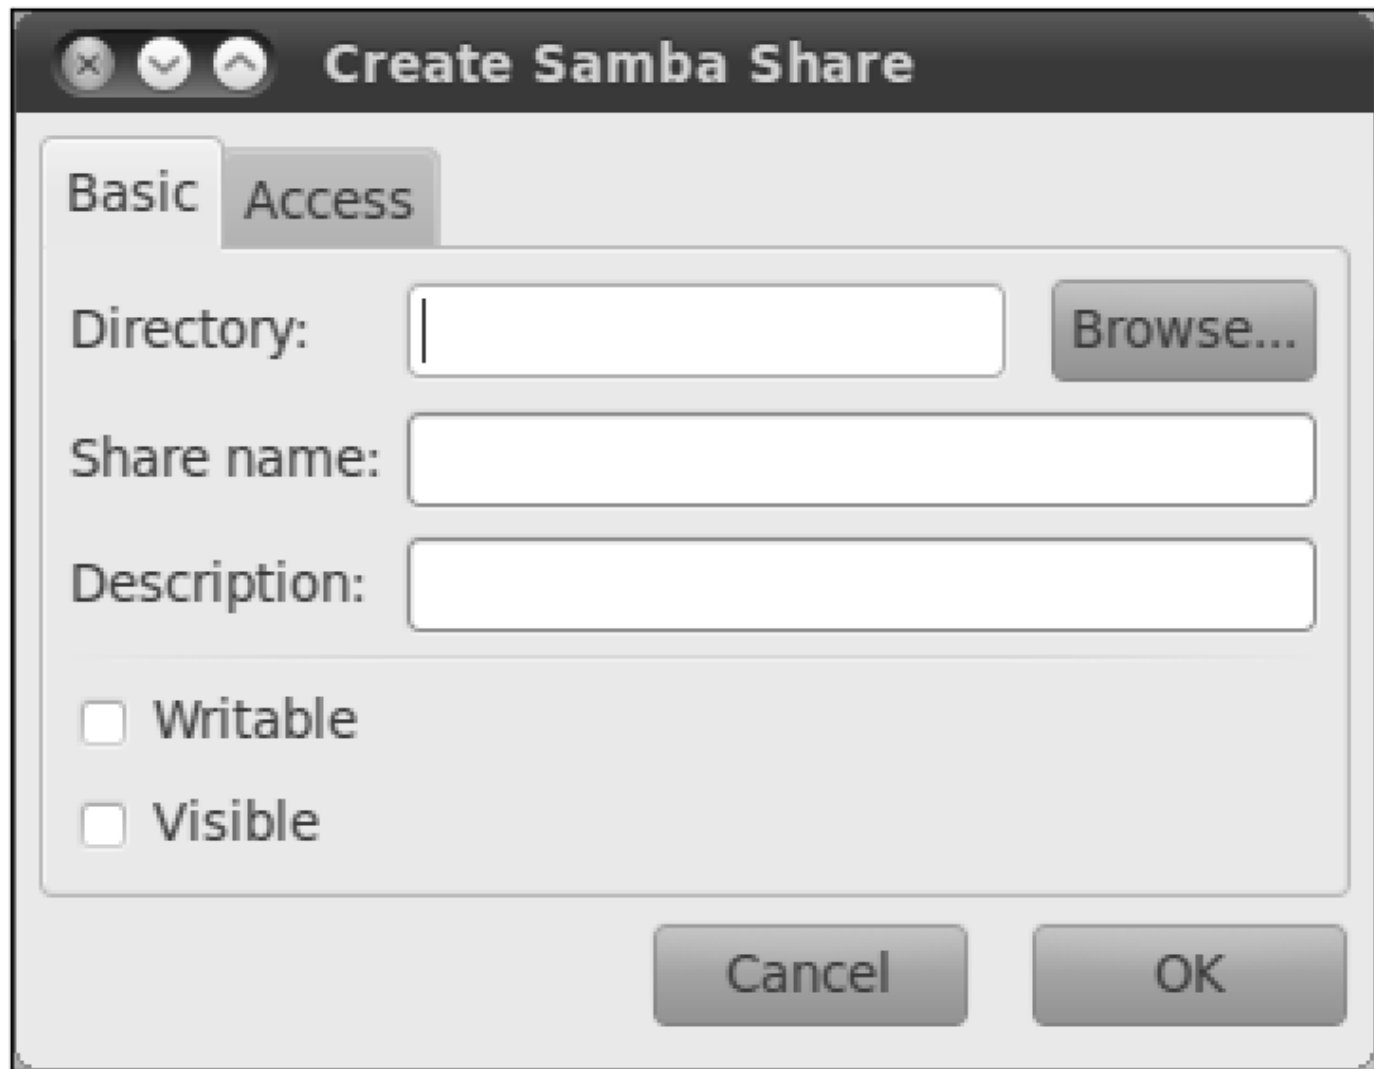 Create Samba Share
Basic Access
Directory: Browse...
Share name:
Description:
Writable
Visible
Cancel OK